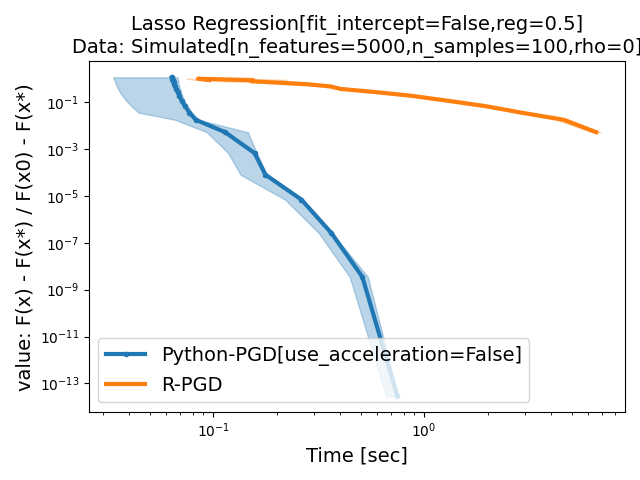 Lasso Regression[fit_intercept=False,reg=0.5]
Data: Simulated[n_features=5000,n_samples=100,rho=0]
value: F(x) - F(x*) / F(x0) - F(x*)
10⁻¹
10⁻³
10⁻⁵
10⁻⁷
10⁻⁹
10⁻¹¹
10⁻¹³
Python-PGD[use_acceleration=False]
R-PGD
10⁻¹
10⁰
Time [sec]